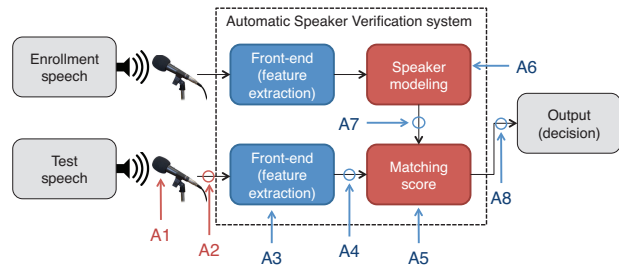 Automatic Speaker Verification system
Enrollment
speech
Front-end
(feature
extraction)
Speaker
modeling
A6
A7
Output
(decision)
Test
speech
Front-end
(feature
extraction)
Matching
score
A8
A1
A2
A3
A4
A5